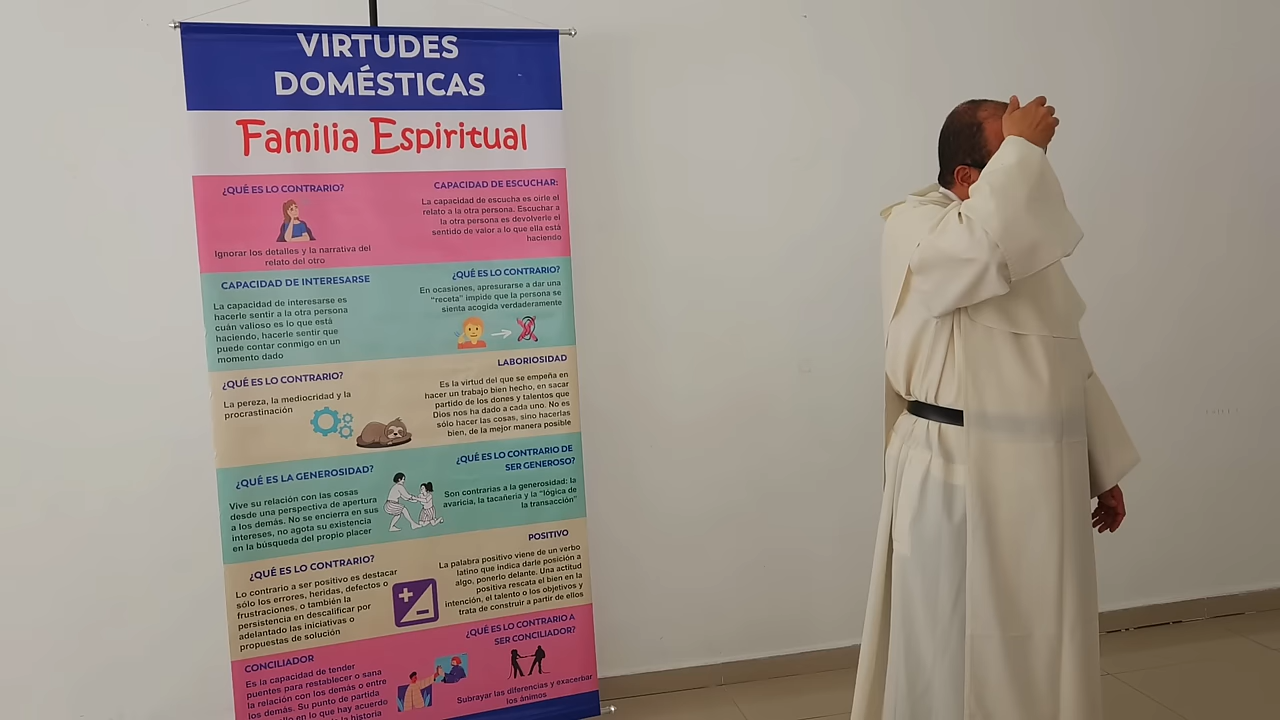 VIRTUDES
DOMÉSTICAS
Familia Espiritual
¿QUÉ ES LO CONTRARIO?
Ignorar los detalles y la narrativa del
relato del otro
CAPACIDAD DE ESCUCHAR:
La capacidad de escucha es oirle el
relato a la otra persona. Escuchar a
la otra persona es devolverle el
sentido de valor a lo que ella está
haciendo
CAPACIDAD DE INTERESARSE
La capacidad de interesarse es
hacerle sentir a la otra persona
cuán valioso es lo que está
haciendo, hacerle sentir que
puede contar conmigo en un
momento dado
¿QUÉ ES LO CONTRARIO?
En ocasiones, apresurarse a dar una
"receta" impide que la persona se
sienta acogida verdaderamente
¿QUÉ ES LO CONTRARIO?
La pereza, la mediocridad y la
procrastinación
LABORIOSIDAD
Es la virtud del que se empeña en
hacer un trabajo bien hecho, en sacar
partido de los dones y talentos que
Dios nos ha dado a cada uno. No es
sólo hacer las cosas, sino hacerlas
bien, de la mejor manera posible
¿QUÉ ES LA GENEROSIDAD?
Vive su relación con las cosas
desde una perspectiva de apertura
a los demás. No se encierra en sus
intereses, no agota su existencia
en la búsqueda del propio placer
¿QUÉ ES LO CONTRARIO DE
SER GENEROSO?
Son contrarias a la generosidad: la
avaricia, la tacañería y la "lógica de
la transacción"
¿QUÉ ES LO CONTRARIO?
Lo contrario a ser positivo es destacar
sólo los errores, heridas, defectos o
frustraciones, o también la
persistencia en descalificar por
adelantado las iniciativas o
propuestas de solución
POSITIVO
La palabra positivo viene de un verbo
latino que indica darle posición a
algo, ponerlo delante. Una actitud
positiva rescata el bien en la
intención, el talento o los objetivos y
trata de construir a partir de ellos
CONCILIADOR
Es la capacidad de tender
puentes para restablecer o sana
la relación con los demás o entre
los demás. Su punto de partida
en lo que hay acuerdo
la historia
¿QUÉ ES LO CONTRARIO A
SER CONCILIADOR?
Subrayar las diferencias y exacerbar
los ánimos